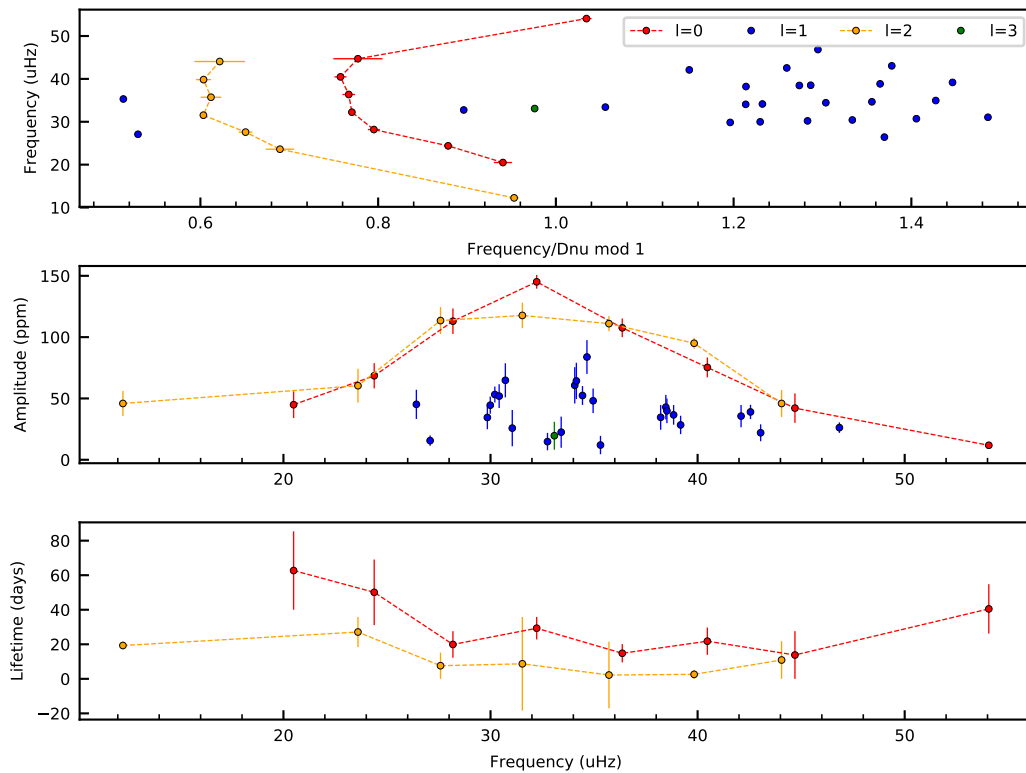 Frequency (uHz)
50
40
30
20
10
l=0 l=1 l=2 l=3
0.6 0.8 1.0 1.2 1.4
Frequency/Dnu mod 1
Amplitude (ppm)
150
100
50
0
20 30 40 50
Lifetime (days)
80
60
40
20
0
−20
20 30 40 50
Frequency (uHz)